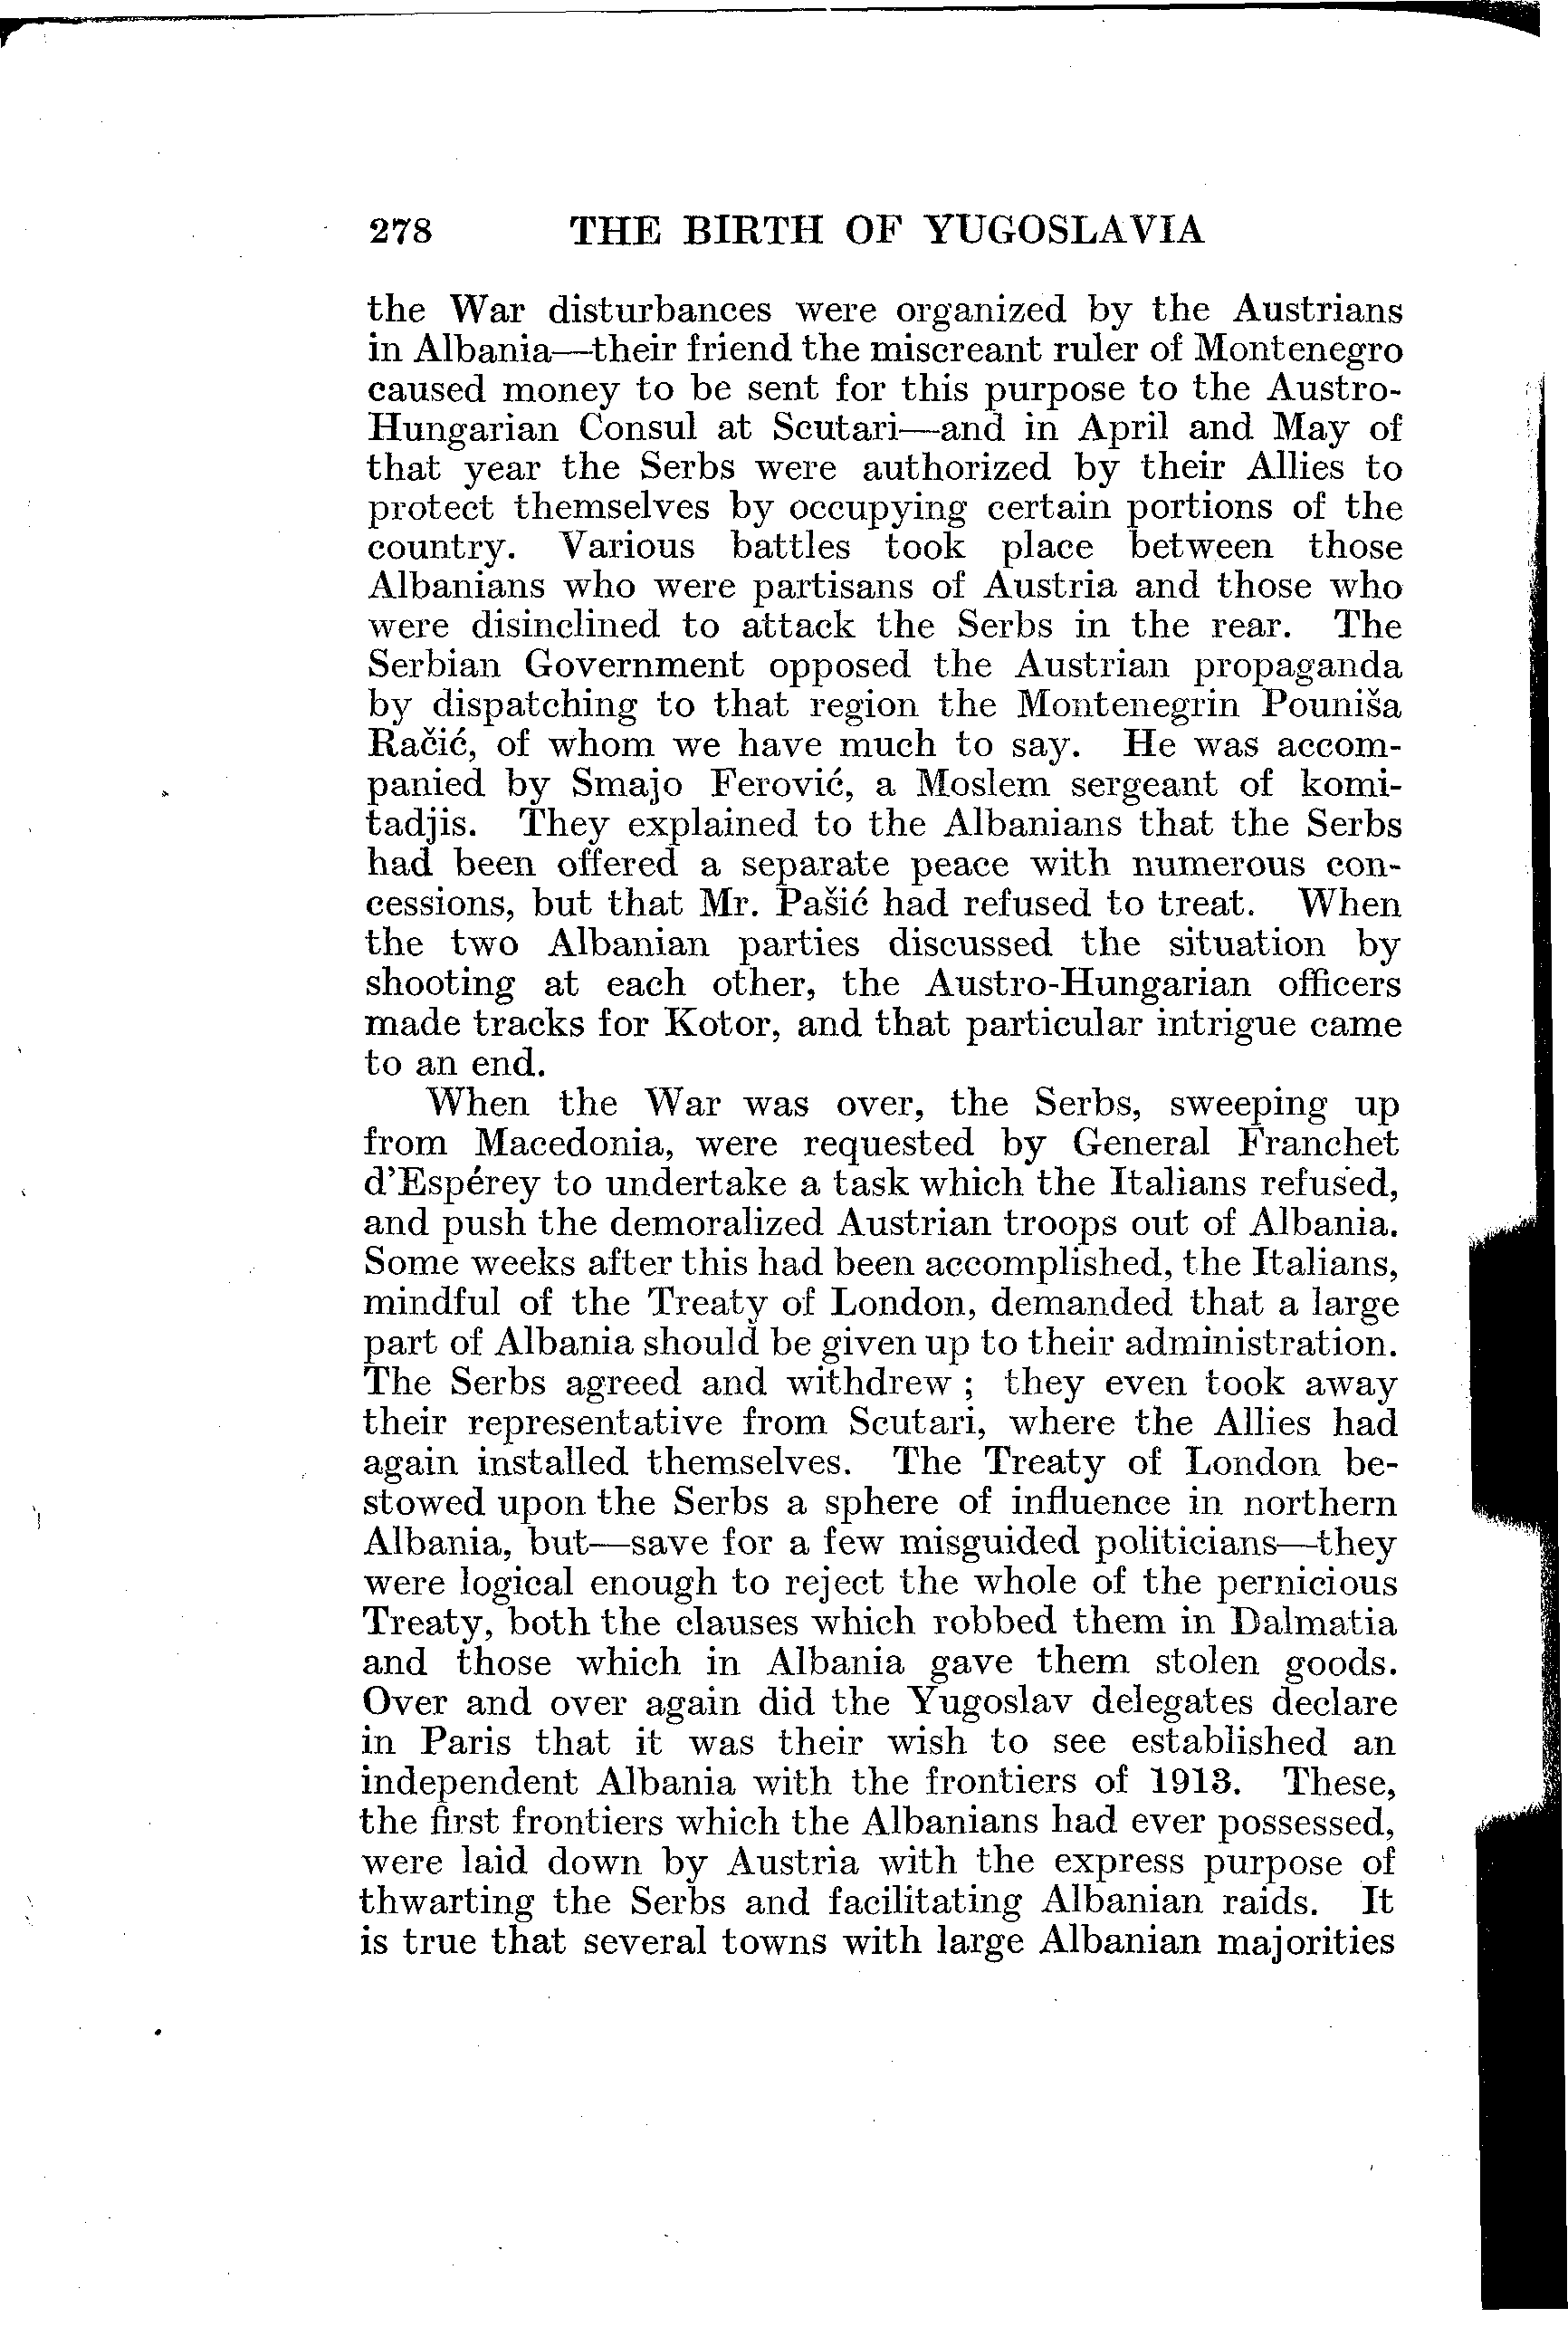 278 THE BIRTH OF YUGOSLAVIA
the War disturbances were organized by the Austrians
in Albania—their friend the miscreant ruler of Montenegro
caused money to be sent for this purpose to the Austro-
Hungarian Consul at Scutari—and in April and May of
that year the Serbs were authorized by their Allies to
protect themselves by occupying certain portions of the
country. Various battles took place between those
Albanians who were partisans of Austria and those who
were disinclined to attack the Serbs in the rear. The
Serbian Government opposed the Austrian propaganda
by dispatching to that region the Montenegrin Pouniša
Račić, of whom we have much to say. He was accom-
panied by Smajo Ferović, a Moslem sergeant of komi-
tadjis. They explained to the Albanians that the Serbs
had been offered a separate peace with numerous con-
cessions, but that Mr. Pašić had refused to treat. When
the two Albanian parties discussed the situation by
shooting at each other, the Austro-Hungarian officers
made tracks for Kotor, and that particular intrigue came
to an end.
When the War was over, the Serbs, sweeping up
from Macedonia, were requested by General Franchet
d'Espérey to undertake a task which the Italians refused,
and push the demoralized Austrian troops out of Albania.
Some weeks after this had been accomplished, the Italians,
mindful of the Treaty of London, demanded that a large
part of Albania should be given up to their administration.
The Serbs agreed and withdrew ; they even took away
their representative from Scutari, where the Allies had
again installed themselves. The Treaty of London be-
stowed upon the Serbs a sphere of influence in northern
Albania, but—save for a few misguided politicians—they
were logical enough to reject the whole of the pernicious
Treaty, both the clauses which robbed them in Dalmatia
and those which in Albania gave them stolen goods.
Over and over again did the Yugoslav delegates declare
in Paris that it was their wish to see established an
independent Albania with the frontiers of 1913. These,
the first frontiers which the Albanians had ever possessed,
were laid down by Austria with the express purpose of
thwarting the Serbs and facilitating Albanian raids. It
is true that several towns with large Albanian majorities